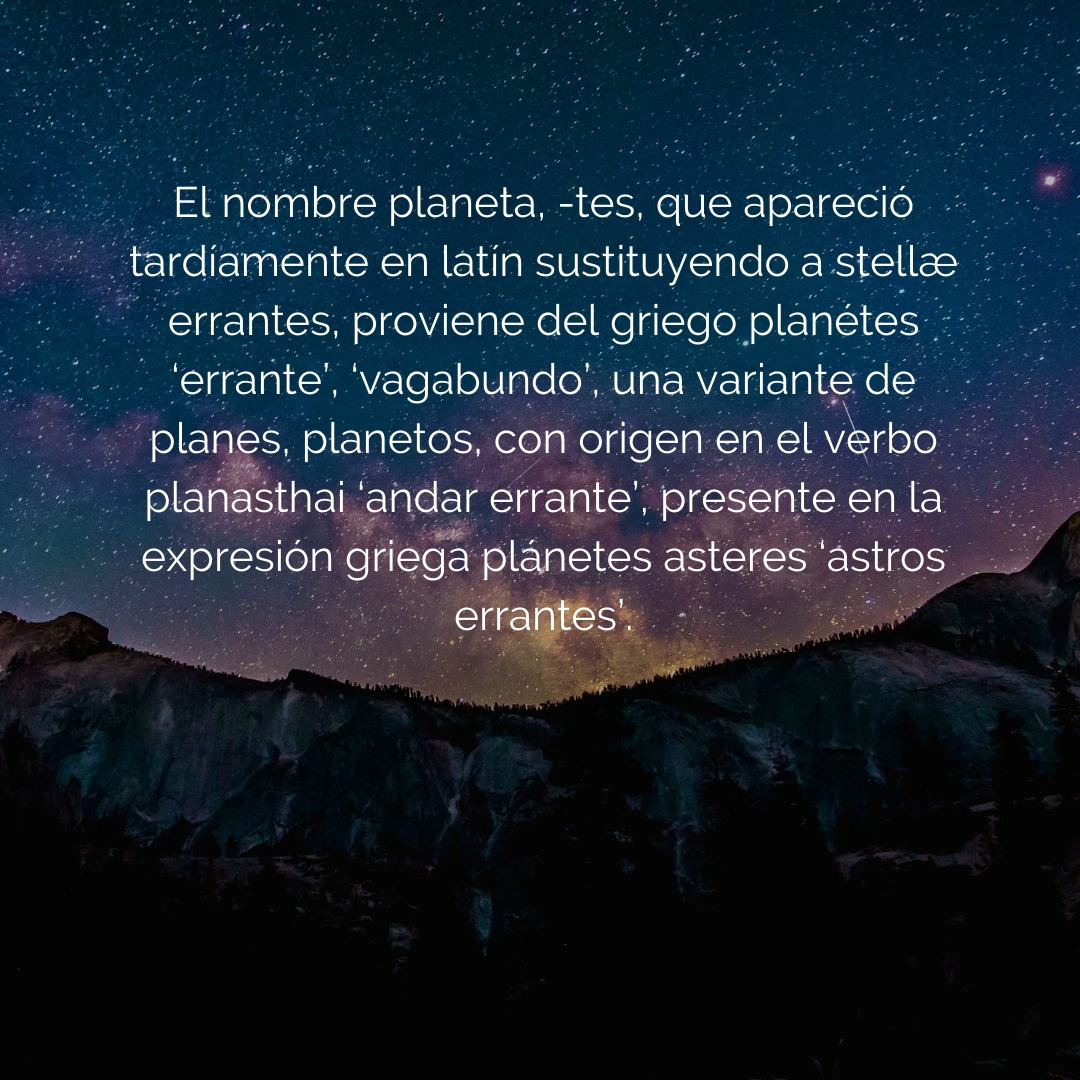 El nombre planeta, -tes, que apareció
tardíamente en latín sustituyendo a stellæ
errantes, proviene del griego planétes
‘errante’, ‘vagabundo’, una variante de
planes, planetos, con origen en el verbo
planasthai ‘andar errante’, presente en la
expresión griega plánetes asteres ‘astros
errantes’.